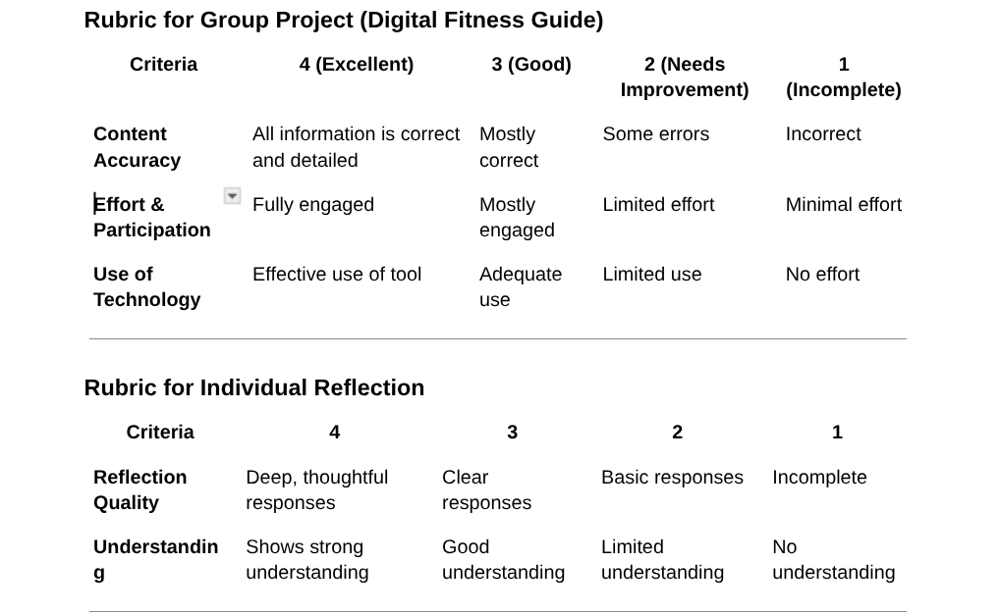 Rubric for Group Project (Digital Fitness Guide)
Criteria 4 (Excellent) 3 (Good) 2 (Needs Improvement) 1 (Incomplete)
Content Accuracy All information is correct and detailed Mostly correct Some errors Incorrect
Effort & Participation Fully engaged Mostly engaged Limited effort Minimal effort
Use of Technology Effective use of tool Adequate use Limited use No effort
Rubric for Individual Reflection
Criteria 4 3 2 1
Reflection Quality Deep, thoughtful responses Clear responses Basic responses Incomplete
Understanding Shows strong understanding Good understanding Limited understanding No understanding